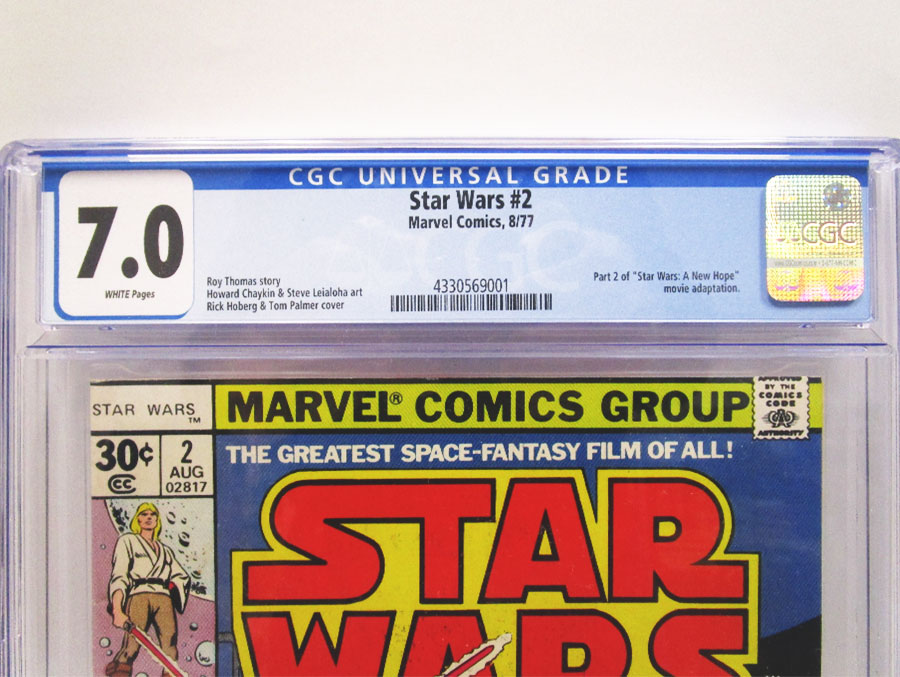 CGC UNIVERSAL GRADE
7.0
WHITE Pages
Star Wars #2
Marvel Comics, 8/77
Roy Thomas story
Howard Chaykin & Steve Leialoha art
Rick Hoberg & Tom Palmer cover
4330569001
Part 2 of "Star Wars: A New Hope"
movie adaptation.
CGC
STAR WARS TM
MARVEL® COMICS GROUP
APPROVED
BY THE
COMICS
CODE
AUTHORITY
30¢
CC
2
AUG
02817
THE GREATEST SPACE-FANTASY FILM OF ALL!
STAR
WARS